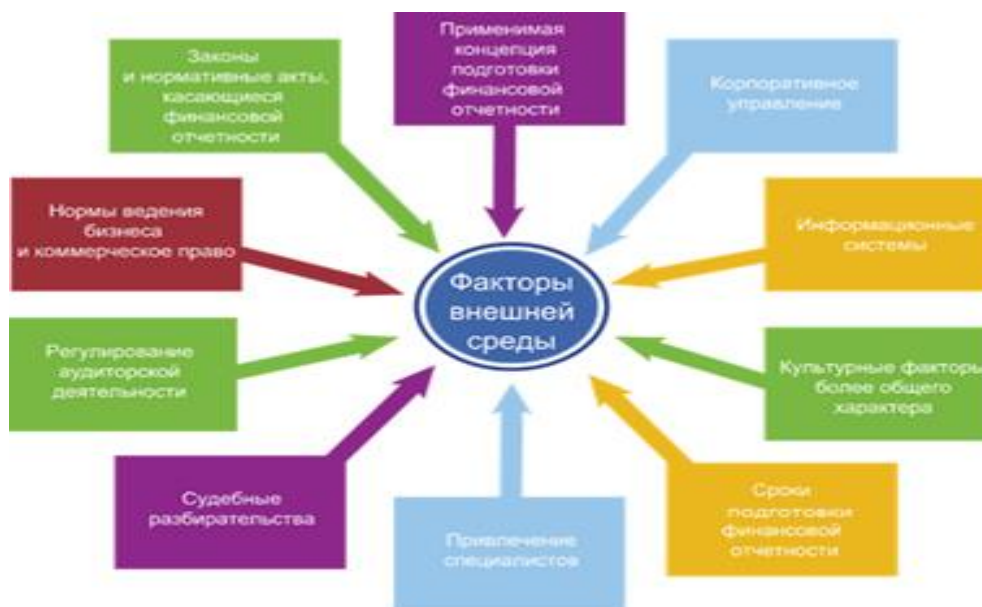 Применимая
концепция
подготовки
финансовой
отчетности
Законы
и нормативные акты,
касающиеся
финансовой
отчетности
Корпоративное
управление
Нормы ведения
бизнеса
и коммерческое право
Информационные
системы
Факторы
внешней
среды
Регулирование
аудиторской
деятельности
Культурные факторы
более общего
характера
Судебные
разбирательства
Привлечение
специалистов
Сроки
подготовки
финансовой
отчетности